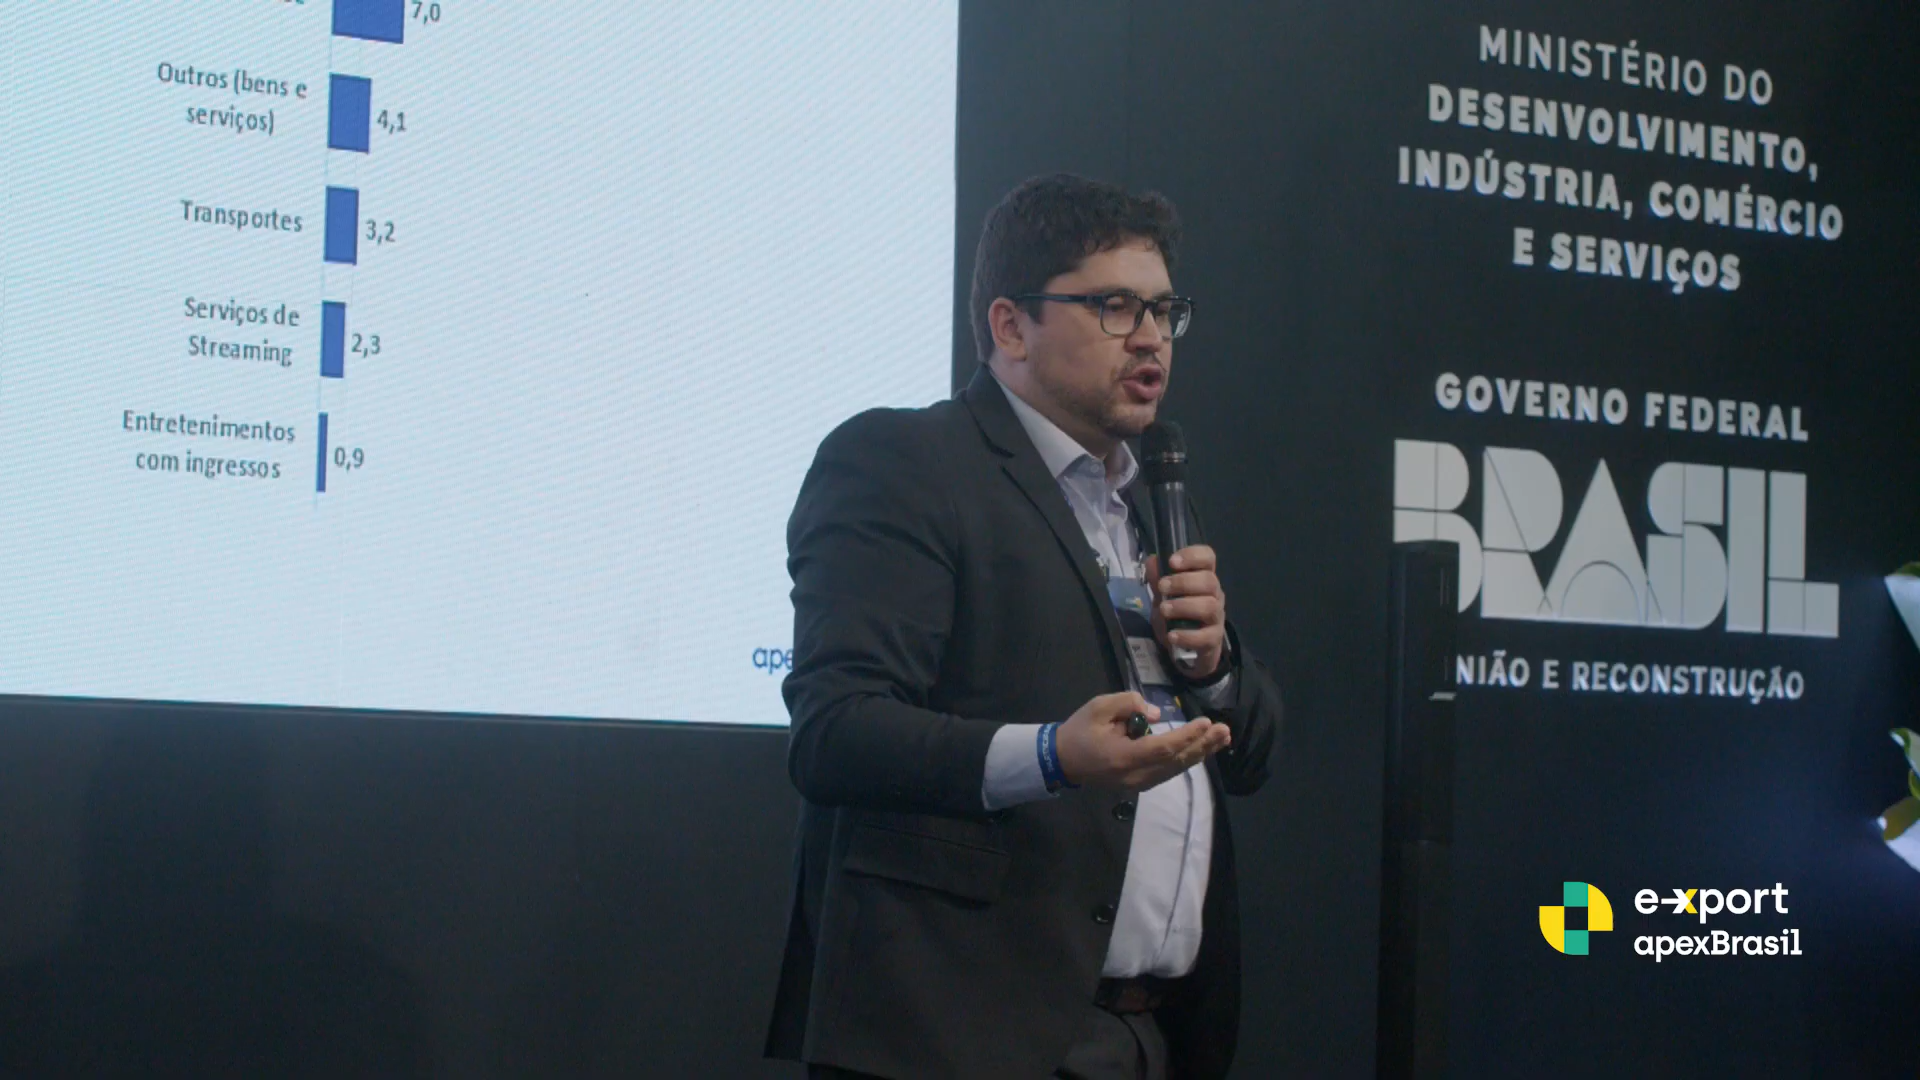 7,0
Outros (bens e
serviços)
4,1
Transportes
3,2
Serviços de
Streaming
2,3
Entretenimentos
com ingressos
0,9
ape
MINISTÉRIO DO
DESENVOLVIMENTO,
INDÚSTRIA, COMÉRCIO
E SERVIÇOS
GOVERNO FEDERAL
BRASIL
NIÃO E RECONSTRUÇÃO
e-xport
apexBrasil